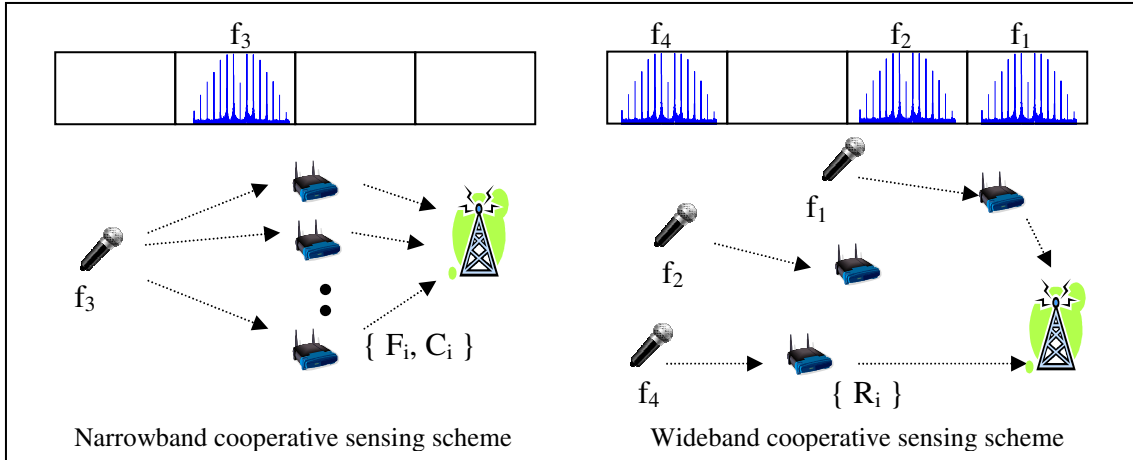 f3
f4 f2 f1
f1
f2
f3
{ Fi, Ci }
f4
{ Ri }
Narrowband cooperative sensing scheme
Wideband cooperative sensing scheme